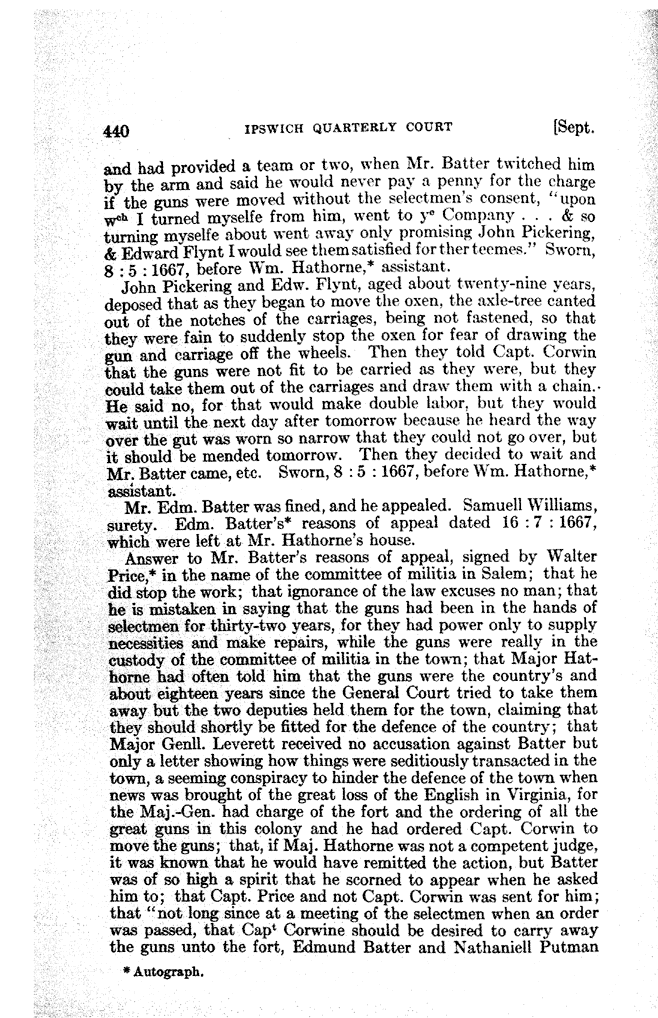 440 IPSWICH QUARTERLY COURT [Sept.
and had provided a team or two, when Mr. Batter twitched him
by the arm and said he would never pay a penny for the charge
if the guns were moved without the selectmen's consent, "upon
wch I turned myselfe from him, went to ye Company . . . & so
turning myselfe about went away only promising John Pickering,
& Edward Flynt I would see them satisfied for ther teemes." Sworn,
8 : 5 : 1667, before Wm. Hathorne,* assistant.
John Pickering and Edw. Flynt, aged about twenty-nine years,
deposed that as they began to move the oxen, the axle-tree canted
out of the notches of the carriages, being not fastened, so that
they were fain to suddenly stop the oxen for fear of drawing the
gun and carriage off the wheels. Then they told Capt. Corwin
that the guns were not fit to be carried as they were, but they
could take them out of the carriages and draw them with a chain.
He said no, for that would make double labor, but they would
wait until the next day after tomorrow because he heard the way
over the gut was worn so narrow that they could not go over, but
it should be mended tomorrow. Then they decided to wait and
Mr. Batter came, etc. Sworn, 8 : 5 : 1667, before Wm. Hathorne,*
assistant.
Mr. Edm. Batter was fined, and he appealed. Samuell Williams,
surety. Edm. Batter's* reasons of appeal dated 16 : 7 : 1667,
which were left at Mr. Hathorne's house.
Answer to Mr. Batter's reasons of appeal, signed by Walter
Price,* in the name of the committee of militia in Salem; that he
did stop the work; that ignorance of the law excuses no man; that
he is mistaken in saying that the guns had been in the hands of
selectmen for thirty-two years, for they had power only to supply
necessities and make repairs, while the guns were really in the
custody of the committee of militia in the town; that Major Hat-
horne had often told him that the guns were the country's and
about eighteen years since the General Court tried to take them
away but the two deputies held them for the town, claiming that
they should shortly be fitted for the defence of the country; that
Major Genll. Leverett received no accusation against Batter but
only a letter showing how things were seditiously transacted in the
town, a seeming conspiracy to hinder the defence of the town when
news was brought of the great loss of the English in Virginia, for
the Maj.-Gen. had charge of the fort and the ordering of all the
great guns in this colony and he had ordered Capt. Corwin to
move the guns; that, if Maj. Hathorne was not a competent judge,
it was known that he would have remitted the action, but Batter
was of so high a spirit that he scorned to appear when he asked
him to; that Capt. Price and not Capt. Corwin was sent for him;
that "not long since at a meeting of the selectmen when an order
was passed, that Capt Corwine should be desired to carry away
the guns unto the fort, Edmund Batter and Nathaniell Putman
* Autograph.